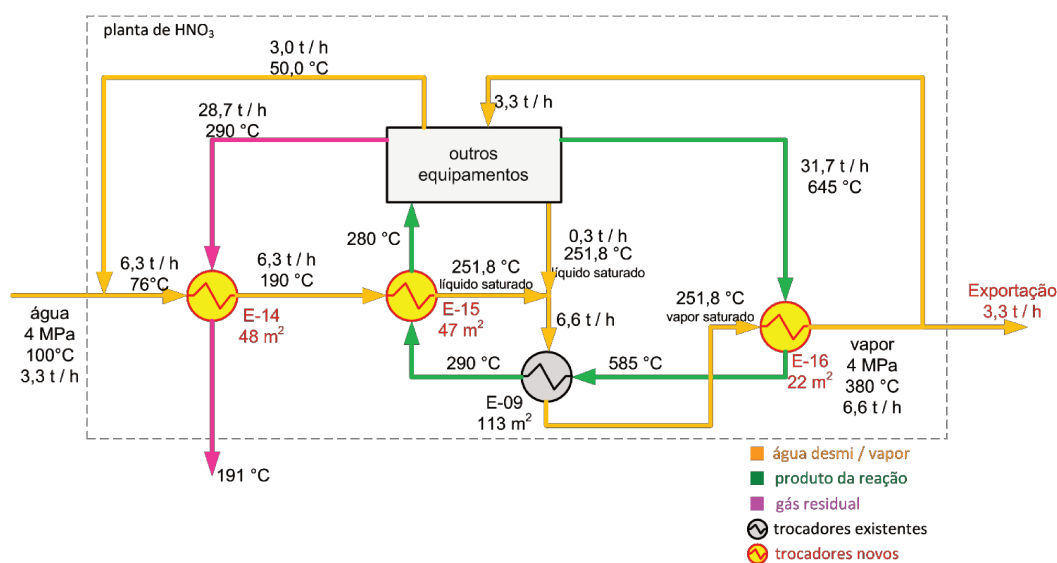 planta de HNO3
3,0 t / h
50,0 °C
3,3 t / h
28,7 t / h
290 °C
outros
equipamentos
31,7 t / h
645 °C
280 °C
0,3 t / h
251,8 °C
líquido saturado
6,3 t / h
76°C
6,3 t / h
190 °C
251,8 °C
líquido saturado
E-14
48 m2
E-15
47 m2
6,6 t / h
251,8 °C
vapor saturado
Exportação
3,3 t / h
água
4 MPa
100°C
3,3 t / h
290 °C
585 °C
E-16
22 m2
vapor
4 MPa
380 °C
6,6 t / h
E-09
113 m2
191 °C
água desmi / vapor
produto da reação
gás residual
trocadores existentes
trocadores novos